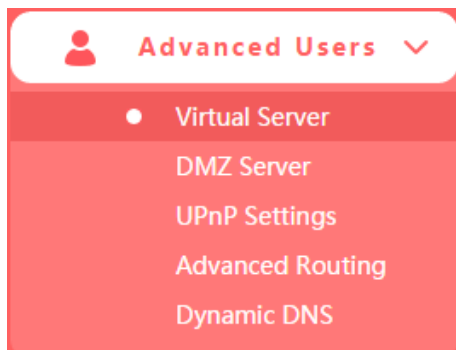 Advanced Users
Virtual Server
DMZ Server
UPnP Settings
Advanced Routing
Dynamic DNS